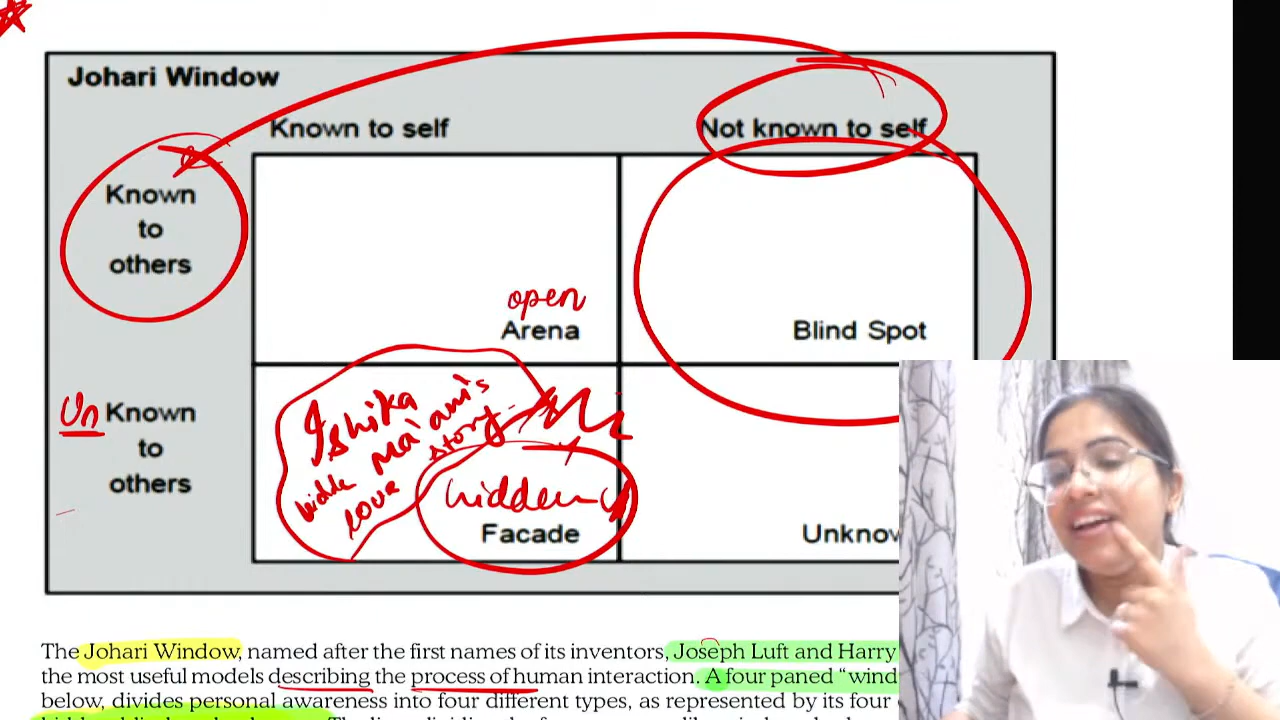 Johari Window
Known to self
Not known to self
Known
to
others
open
Arena
Blind Spot
Un Known
to
others
Ishika
Ma'am's
hidden
love
story
hidden
Facade
Unknow
The Johari Window, named after the first names of its inventors, Joseph Luft and Harry
the most useful models describing the process of human interaction. A four paned “wind
below, divides personal awareness into four different types, as represented by its four